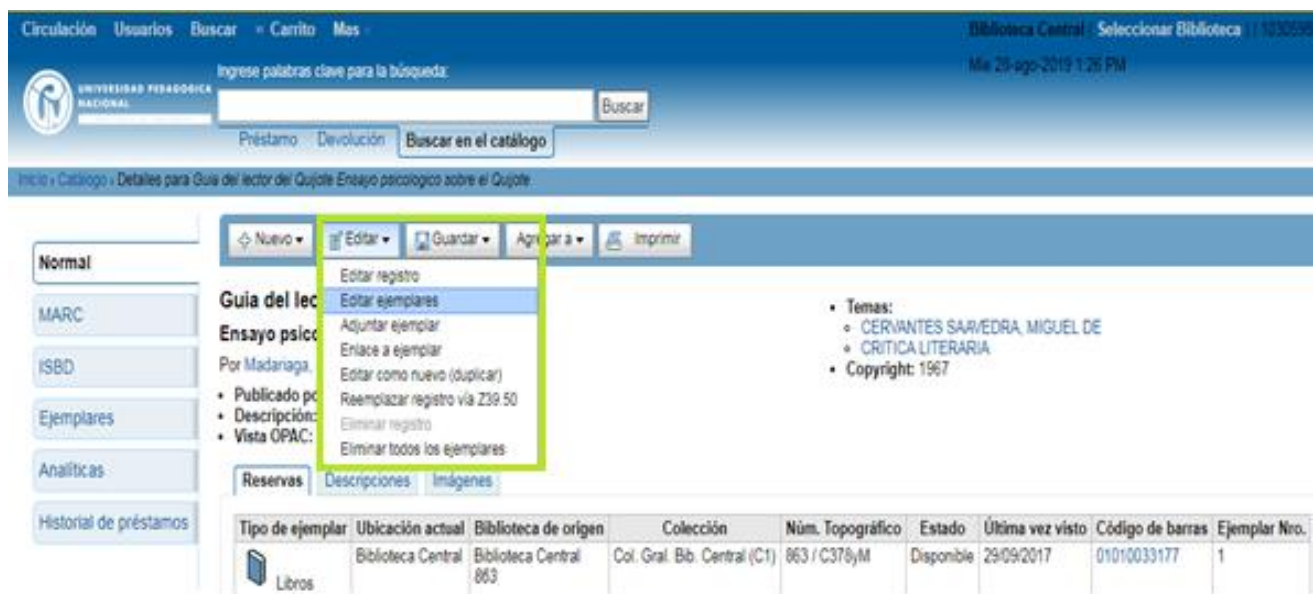 Circulación Usuarios Buscar Carrito Mas
Biblioteca Central Seleccionar Biblioteca
Mie 28-ago-2019 1:26 PM
UNIVERSIDAD PEDAGOGICA
NACIONAL
Ingrese palabras clave para la búsqueda:
Buscar
Préstamo Devolución Buscar en el catálogo
Inicio › Catálogo › Detalles para Guia del lector del Quijote Ensayo psicologico sobre el Quijote
Normal
MARC
ISBD
Ejemplares
Analíticas
Historial de préstamos
Nuevo Editar Guardar Agregar a Imprimir
Editar registro
Editar ejemplares
Adjuntar ejemplar
Enlace a ejemplar
Editar como nuevo (duplicar)
Reemplazar registro vía Z39.50
Eliminar registro
Eliminar todos los ejemplares
Guia del lec
Ensayo psico
Por Madariaga,
• Publicado po
• Descripción:
• Vista OPAC:
• Temas:
CERVANTES SAAVEDRA, MIGUEL DE
CRITICA LITERARIA
• Copyright: 1967
Reservas Descripciones Imágenes
Tipo de ejemplar Ubicación actual Biblioteca de origen Colección Núm. Topográfico Estado Última vez visto Código de barras Ejemplar Nro.
Libros Biblioteca Central Biblioteca Central 863 Col. Gral. Bib. Central (C1) 863 / C378yM Disponible 29/09/2017 01010033177 1